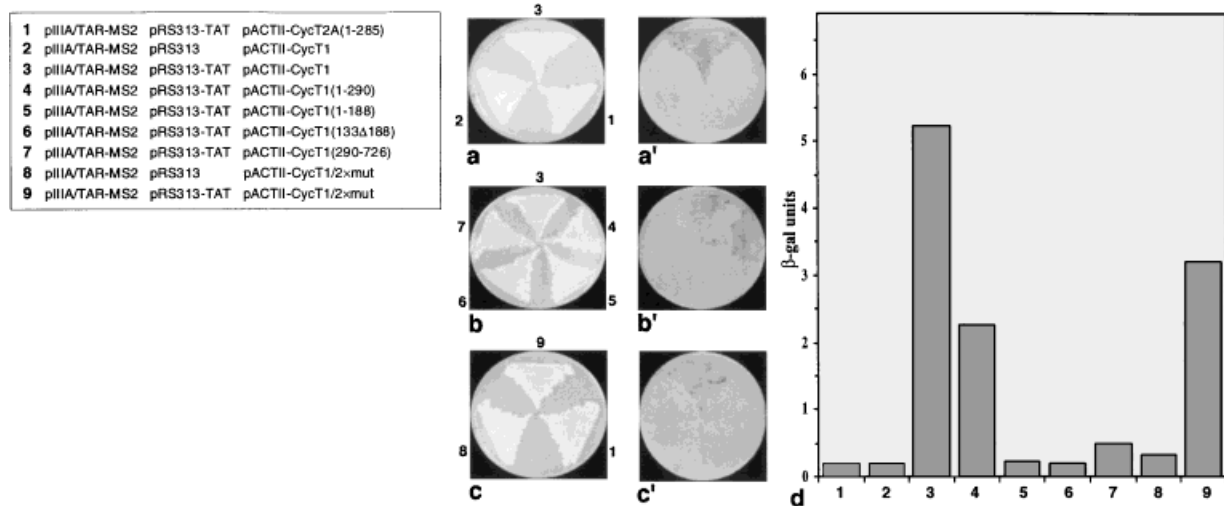 1 pIIIA/TAR-MS2 pRS313-TAT pACTII-CycT2A(1-285)
2 pIIIA/TAR-MS2 pRS313 pACTII-CycT1
3 pIIIA/TAR-MS2 pRS313-TAT pACTII-CycT1
4 pIIIA/TAR-MS2 pRS313-TAT pACTII-CycT1(1-290)
5 pIIIA/TAR-MS2 pRS313-TAT pACTII-CycT1(1-188)
6 pIIIA/TAR-MS2 pRS313-TAT pACTII-CycT1(133Δ188)
7 pIIIA/TAR-MS2 pRS313-TAT pACTII-CycT1(290-726)
8 pIIIA/TAR-MS2 pRS313 pACTII-CycT1/2×mut
9 pIIIA/TAR-MS2 pRS313-TAT pACTII-CycT1/2×mut
3
2 1
a a'
3
7 4
6 5
b b'
9
8 1
c c'
β-gal units
6
5
4
3
2
1
0
d 1 2 3 4 5 6 7 8 9